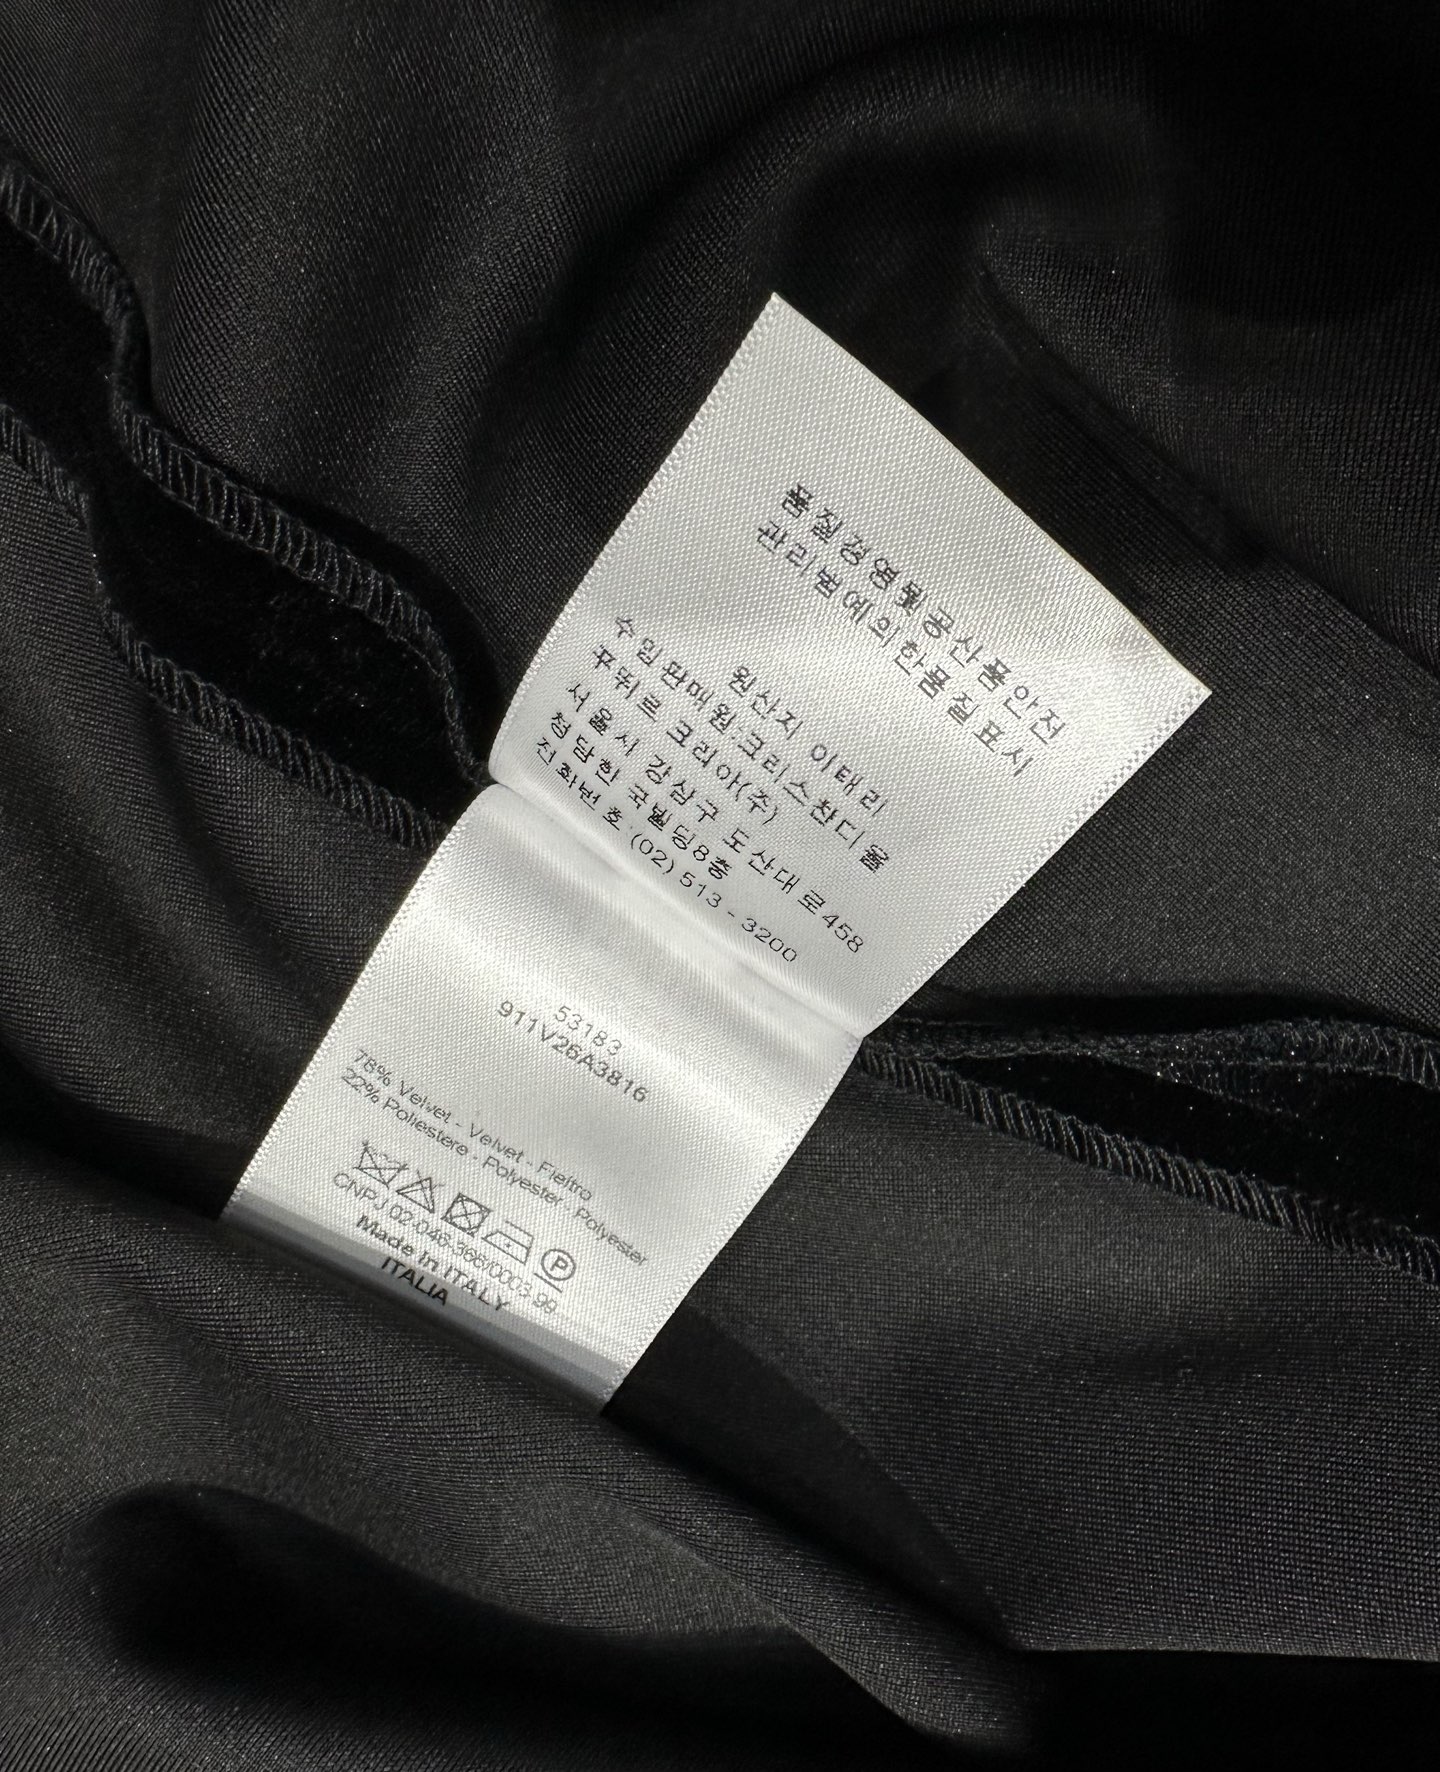 품질경영및공산품안전
관리법에의한품질표시
원산지 이태리
수입판매원:크리스챤디올
꾸뛰르 코리아(주)
서울시 강남구 도산대로458
청담한국빌딩8층
전화번호 (02) 513 - 3200
53183
911V26A3816
78% Velvet - Velvet - Fieltro
22% Poliestere - Polyester - Polyester
P
CNPJ 02-046-366/0003-99
Made in ITALY
ITALIA